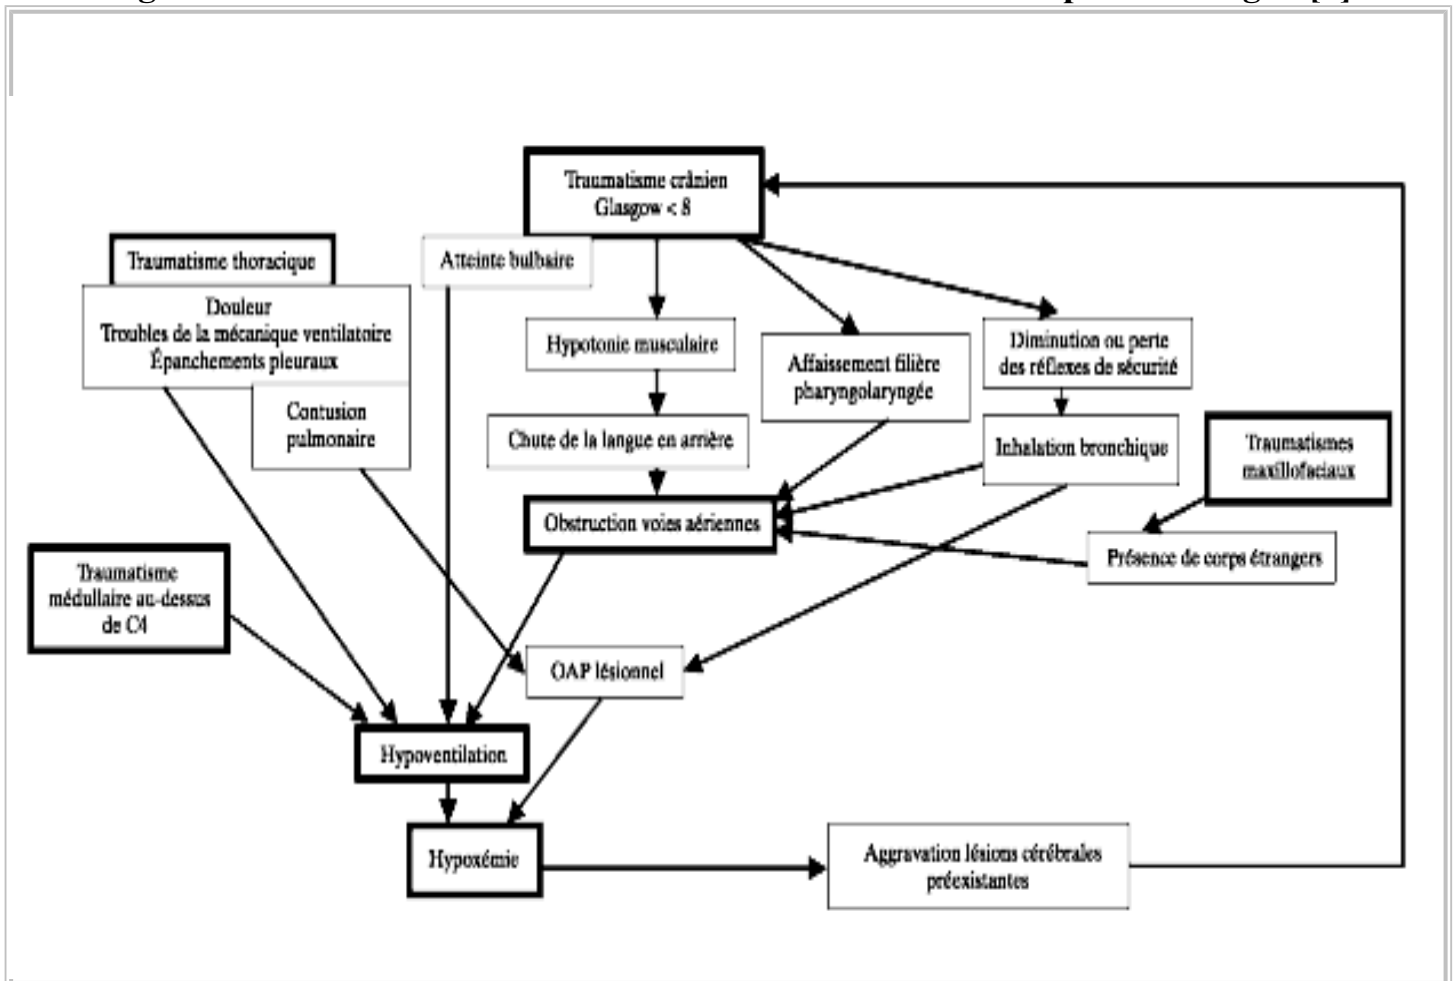 Traumatisme crânien
Glasgow < 8
Traumatisme thoracique
Atteinte bulbaire
Douleur
Troubles de la mécanique ventilatoire
Épanchements pleuraux
Hypotonie musculaire
Affaissement filière
pharyngolaryngée
Diminution ou perte
des réflexes de sécurité
Contusion
pulmonaire
Chute de la langue en arrière
Inhalation bronchique
Traumatismes
maxillofaciaux
Obstruction voies aériennes
Présence de corps étrangers
Traumatisme
médullaire au-dessus
de C4
OAP lésionnel
Hypoventilation
Hypoxémie
Aggravation lésions cérébrales
préexistantes